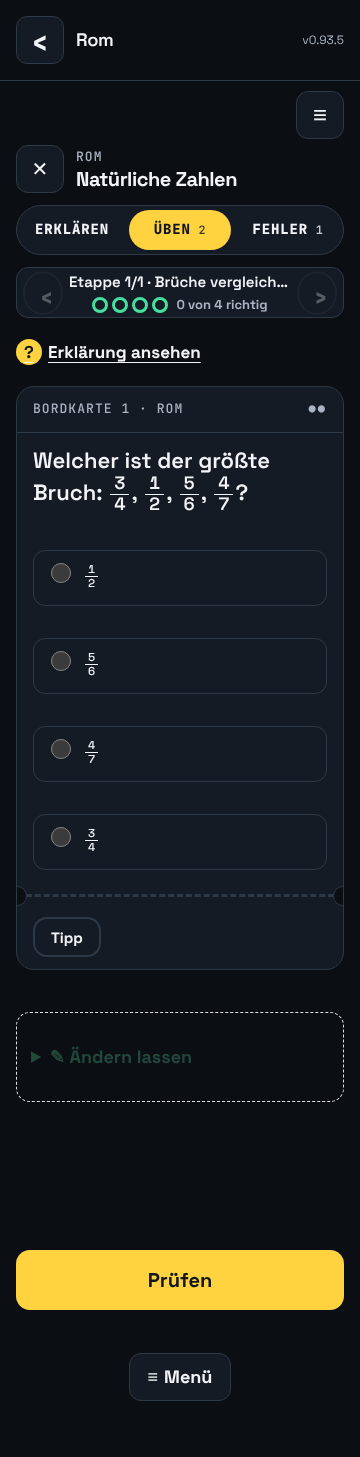 < Rom v0.93.5
≡
✕ ROM
Natürliche Zahlen
ERKLÄREN ÜBEN 2 FEHLER 1
< Etappe 1/1 · Brüche vergleich... >
0 von 4 richtig
? Erklärung ansehen
BORDKARTE 1 · ROM ●●
Welcher ist der größte
Bruch: 3/4, 1/2, 5/6, 4/7?
1/2
5/6
4/7
3/4
Tipp
▶ ✎ Ändern lassen
Prüfen
≡ Menü